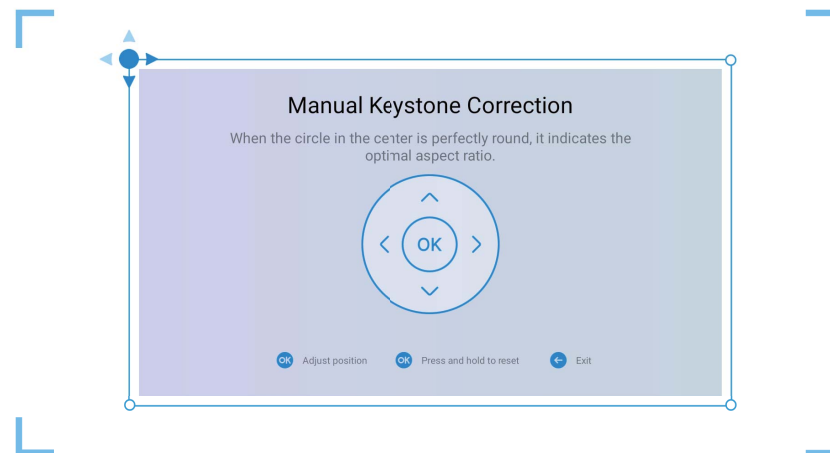 Manual Keystone Correction
When the circle in the center is perfectly round, it indicates the
optimal aspect ratio.
OK
OK Adjust position OK Press and hold to reset Exit